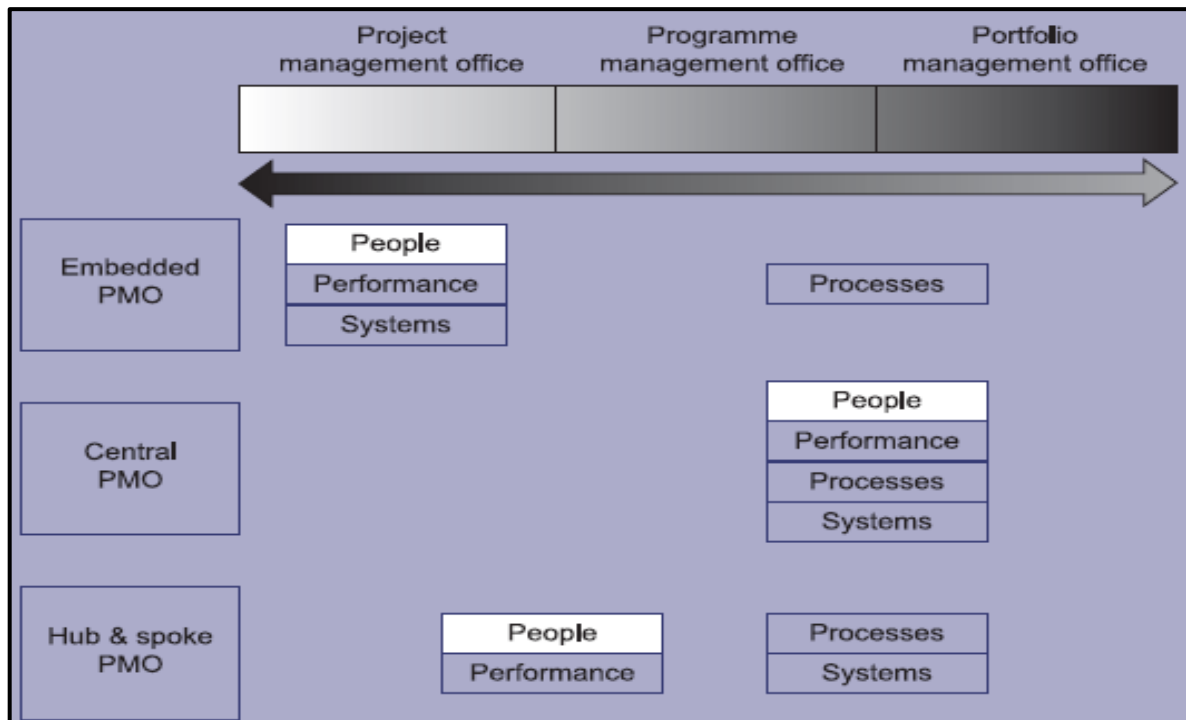 Project
management office
Programme
management office
Portfolio
management office
Embedded
PMO
People
Performance
Systems
Processes
Central
PMO
People
Performance
Processes
Systems
Hub & spoke
PMO
People
Performance
Processes
Systems